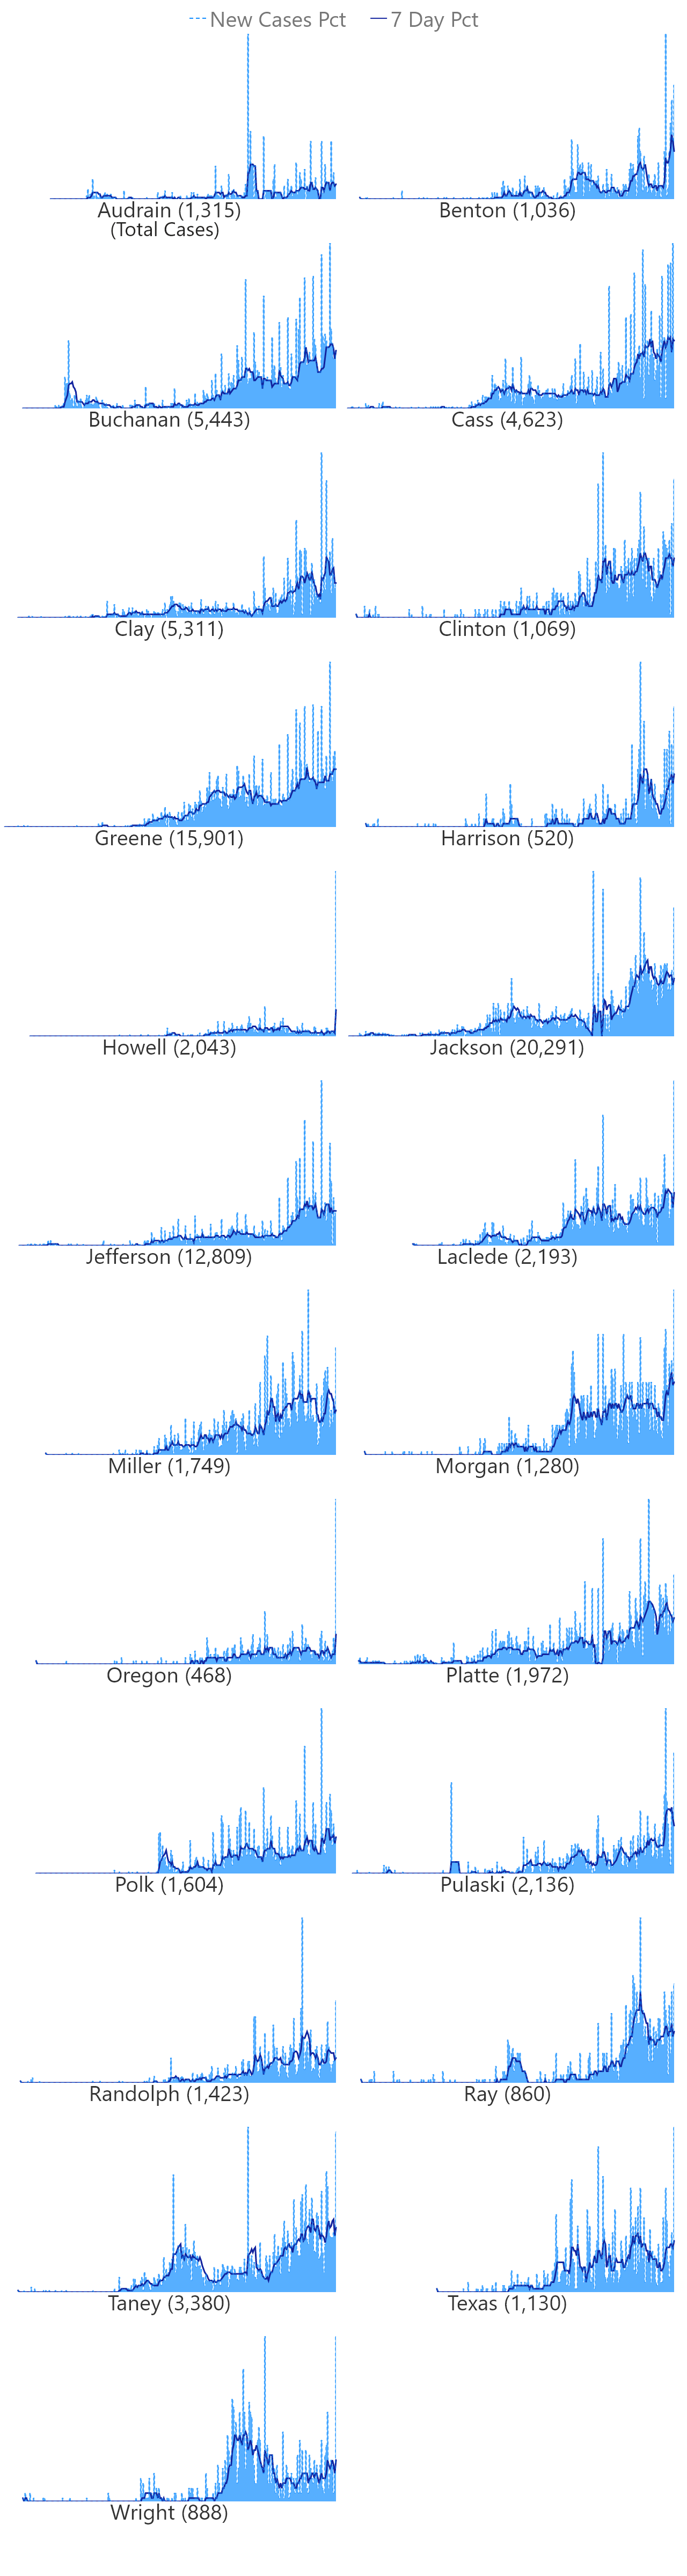 New Cases Pct 7 Day Pct
Audrain (1,315) Benton (1,036)
(Total Cases)
Buchanan (5,443) Cass (4,623)
Clay (5,311) Clinton (1,069)
Greene (15,901) Harrison (520)
Howell (2,043) Jackson (20,291)
Jefferson (12,809) Laclede (2,193)
Miller (1,749) Morgan (1,280)
Oregon (468) Platte (1,972)
Polk (1,604) Pulaski (2,136)
Randolph (1,423) Ray (860)
Taney (3,380) Texas (1,130)
Wright (888)